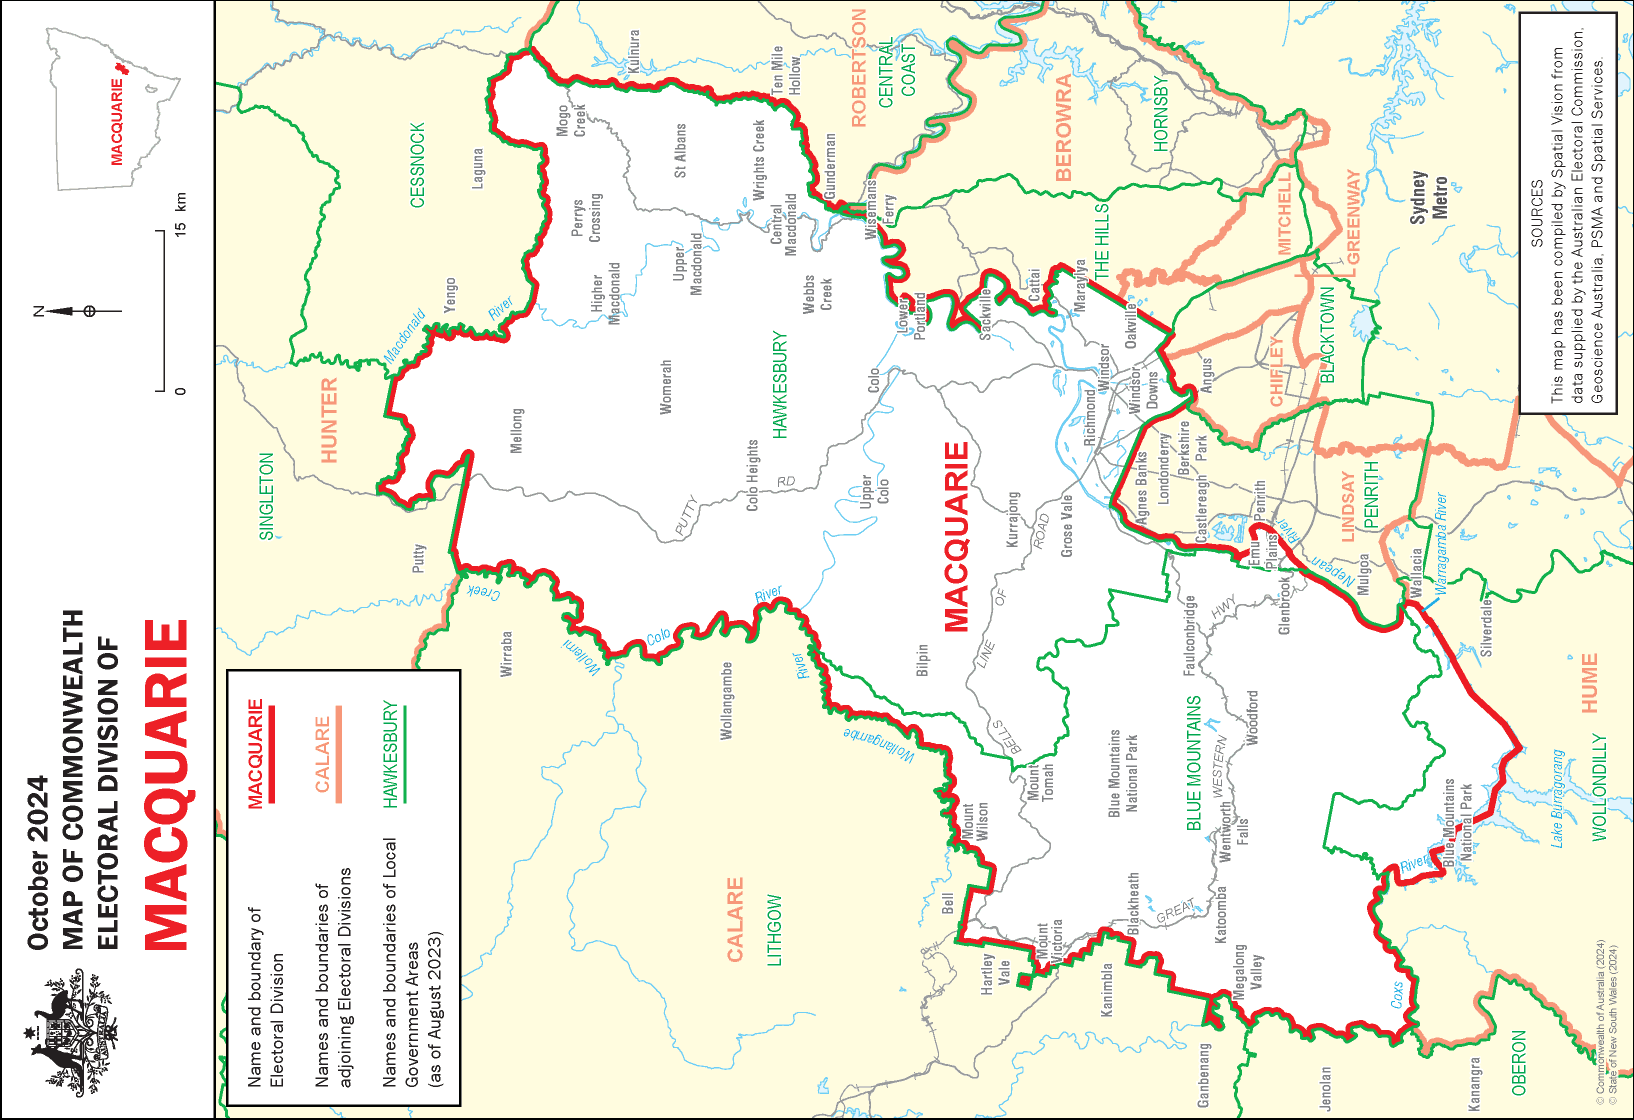 October 2024
MAP OF COMMONWEALTH
ELECTORAL DIVISION OF
MACQUARIE
MACQUARIE
N
0
15 km
Name and boundary of
Electoral Division
MACQUARIE
Names and boundaries of
adjoining Electoral Divisions
CALARE
Names and boundaries of Local
Government Areas
(as of August 2023)
HAWKESBURY
SINGLETON
HUNTER
CESSNOCK
Putty
Macdonald
River
Yengo
Laguna
Wirraba
Creek
Wollemi
Mellong
Higher
Macdonald
Perrys
Crossing
Mogo
Creek
Kulnura
Colo
River
Womerah
PUTTY
RD
Upper
Macdonald
St Albans
Wollangambe
Colo Heights
HAWKESBURY
Central
Macdonald
Wrights Creek
Ten Mile
Hollow
CALARE
LITHGOW
River
Wollangambe
Upper
Colo
Colo
Webbs
Creek
Gunderman
Wisemans
Ferry
ROBERTSON
CENTRAL
COAST
Bell
Mount
Wilson
Bilpin
MACQUARIE
Lower
Portland
Sackville
Cattai
BEROWRA
Hartley
Vale
Mount
Victoria
Mount
Tomah
BELLS
LINE
OF
ROAD
Kurrajong
Grose Vale
Richmond
Windsor
Maraylya
Oakville
THE HILLS
HORNSBY
Kanimbla
Blackheath
Blue Mountains
National Park
Agnes Banks
Windsor
Downs
Londonderry
Berkshire
Park
Angus
GREAT
WESTERN
HWY
BLUE MOUNTAINS
Faulconbridge
Castlereagh
Ganbenang
Megalong
Valley
Katoomba
Wentworth
Falls
Woodford
Glenbrook
Emu
Plains
Penrith
CHIFLEY
MITCHELL
GREENWAY
BLACKTOWN
Jenolan
River
Nepean
Mulgoa
LINDSAY
PENRITH
Sydney
Metro
Coxs
River
Wallacia
Warragamba River
Blue Mountains
National Park
Silverdale
Kanangra
OBERON
Lake Burragorang
WOLLONDILLY
HUME
SOURCES
This map has been compiled by Spatial Vision from
data supplied by the Australian Electoral Commission,
Geoscience Australia, PSMA and Spatial Services.
© Commonwealth of Australia (2024)
© State of New South Wales (2024)